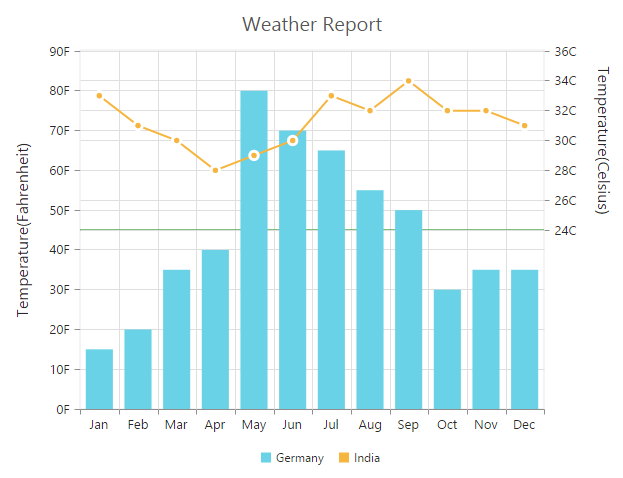 Weather Report
Temperature(Fahrenheit)
90F
80F
70F
60F
50F
40F
30F
20F
10F
0F
36C
34C
32C
30C
28C
26C
24C
Temperature(Celsius)
Jan Feb Mar Apr May Jun Jul Aug Sep Oct Nov Dec
Germany India